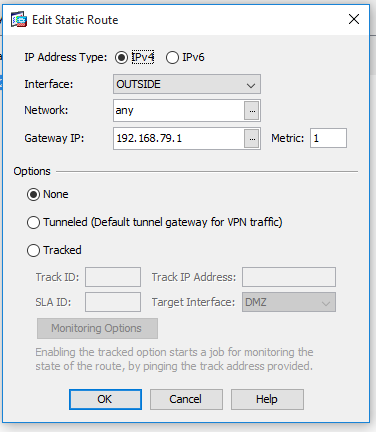 Edit Static Route
IP Address Type: IPv4 IPv6
Interface: OUTSIDE
Network: any ...
Gateway IP: 192.168.79.1 ... Metric: 1
Options
None
Tunneled (Default tunnel gateway for VPN traffic)
Tracked
Track ID: Track IP Address:
SLA ID: Target Interface: DMZ
Monitoring Options
Enabling the tracked option starts a job for monitoring the
state of the route, by pinging the track address provided.
OK Cancel Help